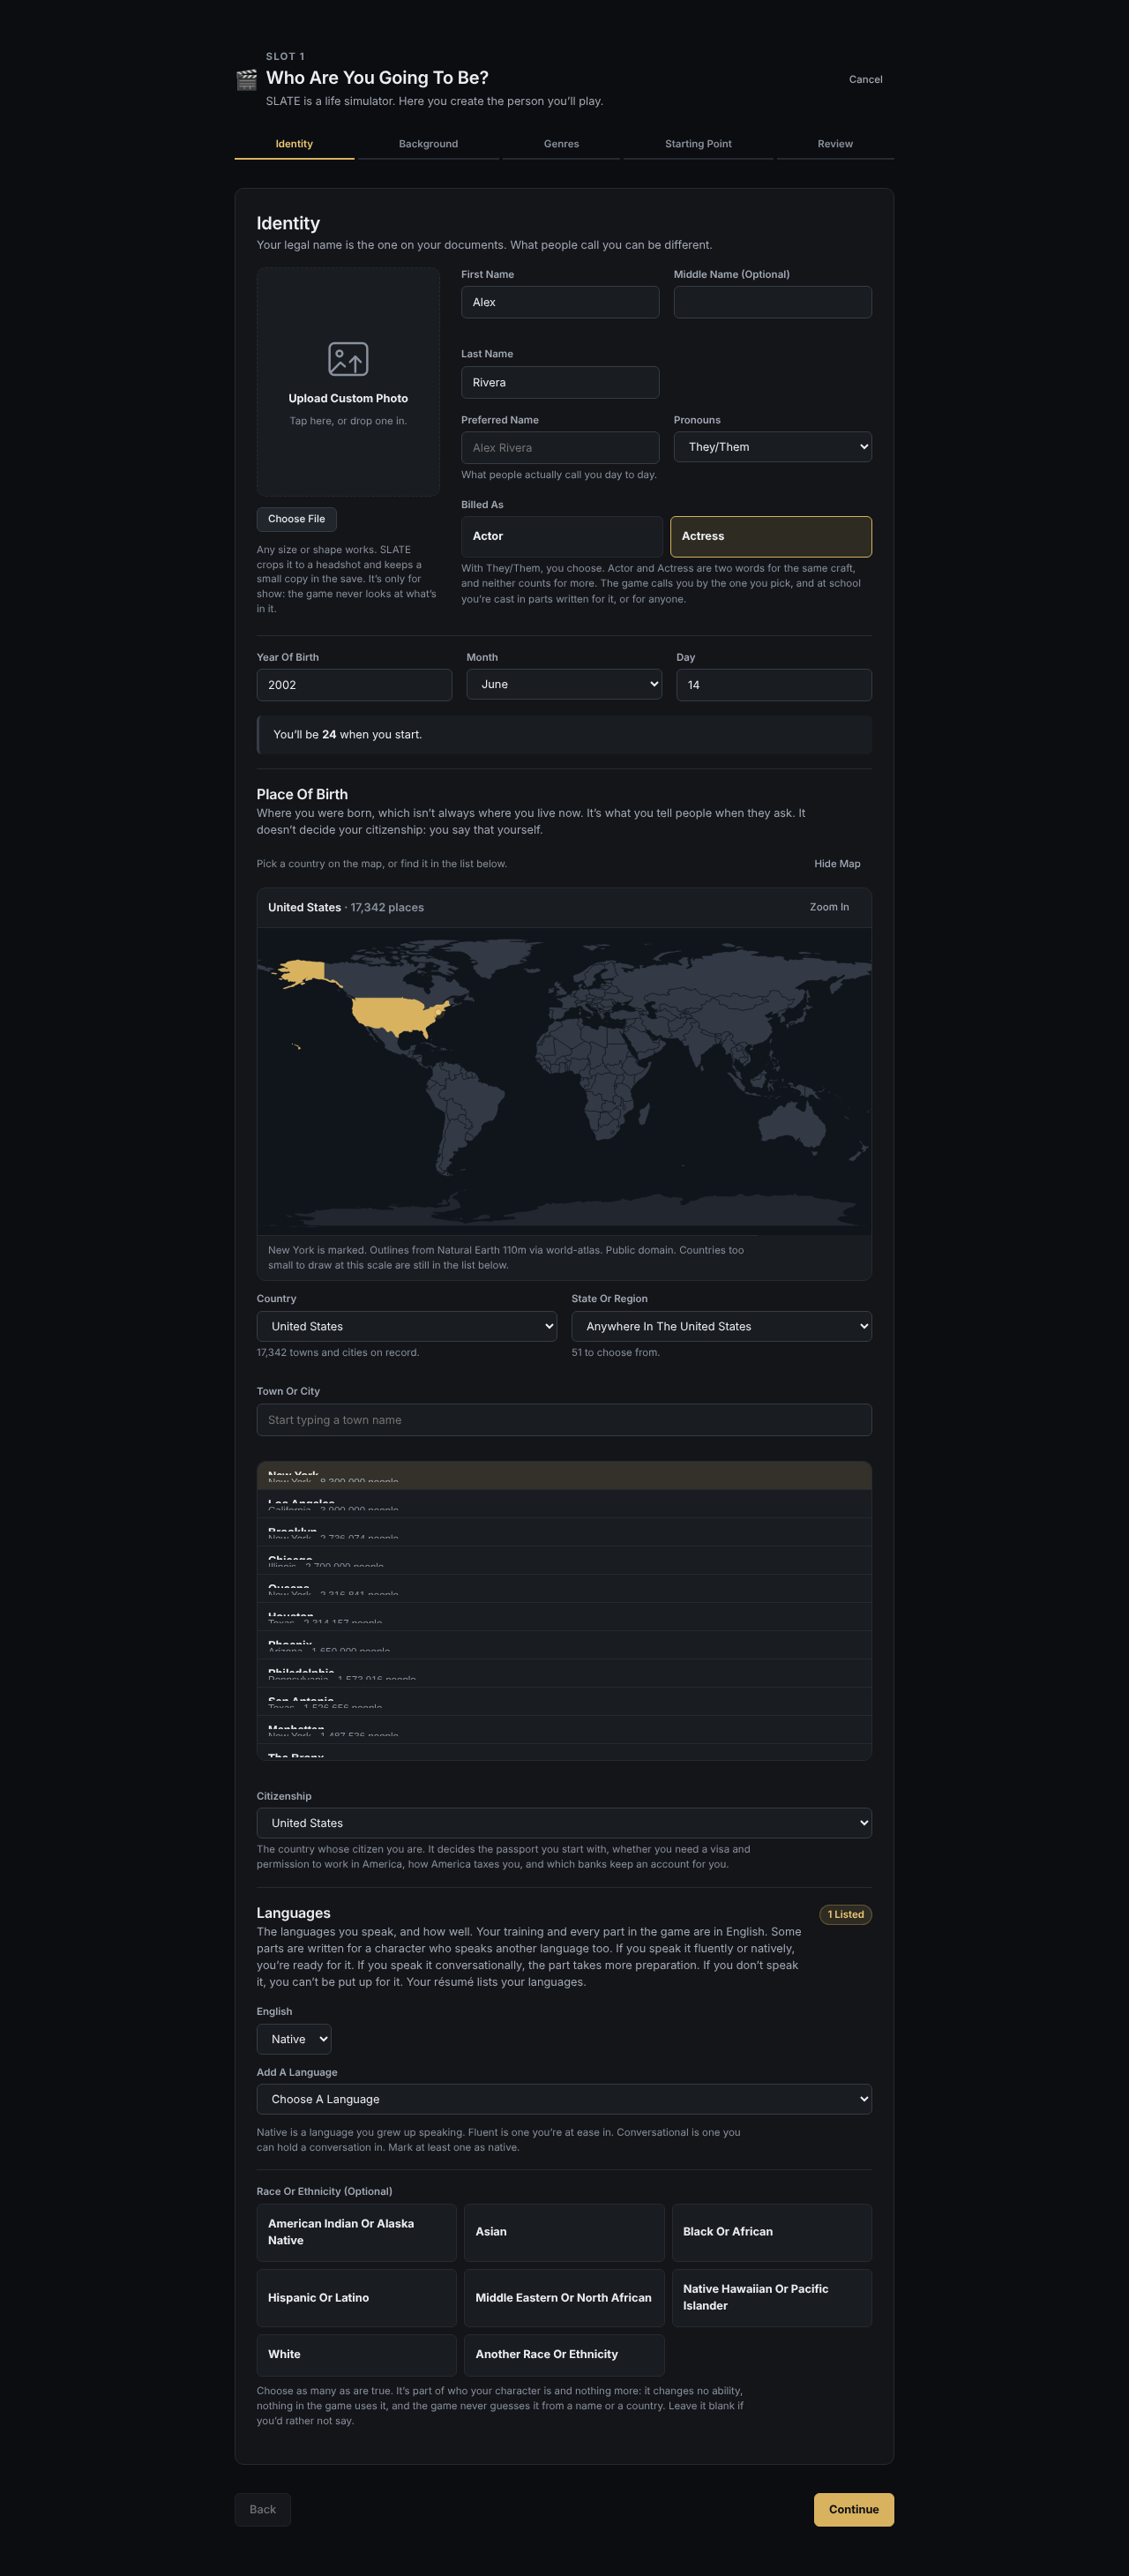 SLOT 1
Who Are You Going To Be?
SLATE is a life simulator. Here you create the person you’ll play.
Cancel
Identity
Background
Genres
Starting Point
Review
Identity
Your legal name is the one on your documents. What people call you can be different.
Upload Custom Photo
Tap here, or drop one in.
Choose File
Any size or shape works. SLATE
crops it to a headshot and keeps a
small copy in the save. It’s only for
show: the game never looks at what’s
in it.
First Name
Middle Name (Optional)
Alex
Last Name
Rivera
Preferred Name
Pronouns
Alex Rivera
They/Them
What people actually call you day to day.
Billed As
Actor
Actress
With They/Them, you choose. Actor and Actress are two words for the same craft,
and neither counts for more. The game calls you by the one you pick, and at school
you’re cast in parts written for it, or for anyone.
Year Of Birth
Month
Day
2002
June
14
You’ll be 24 when you start.
Place Of Birth
Where you were born, which isn’t always where you live now. It’s what you tell people when they ask. It
doesn’t decide your citizenship: you say that yourself.
Pick a country on the map, or find it in the list below.
Hide Map
United States · 17,342 places
Zoom In
New York is marked. Outlines from Natural Earth 110m via world-atlas. Public domain. Countries too
small to draw at this scale are still in the list below.
Country
State Or Region
United States
Anywhere In The United States
17,342 towns and cities on record.
51 to choose from.
Town Or City
Start typing a town name
New York
Los Angeles
Brooklyn
Chicago
Queens
Houston
Phoenix
Philadelphia
San Antonio
Manhattan
The Bronx
Citizenship
United States
The country whose citizen you are. It decides the passport you start with, whether you need a visa and
permission to work in America, how America taxes you, and which banks keep an account for you.
Languages
1 Listed
The languages you speak, and how well. Your training and every part in the game are in English. Some
parts are written for a character who speaks another language too. If you speak it fluently or natively,
you’re ready for it. If you speak it conversationally, the part takes more preparation. If you don’t speak
it, you can’t be put up for it. Your résumé lists your languages.
English
Native
Add A Language
Choose A Language
Native is a language you grew up speaking. Fluent is one you’re at ease in. Conversational is one you
can hold a conversation in. Mark at least one as native.
Race Or Ethnicity (Optional)
American Indian Or Alaska
Native
Asian
Black Or African
Hispanic Or Latino
Middle Eastern Or North African
Native Hawaiian Or Pacific
Islander
White
Another Race Or Ethnicity
Choose as many as are true. It’s part of who your character is and nothing more: it changes no ability,
nothing in the game uses it, and the game never guesses it from a name or a country. Leave it blank if
you’d rather not say.
Back
Continue